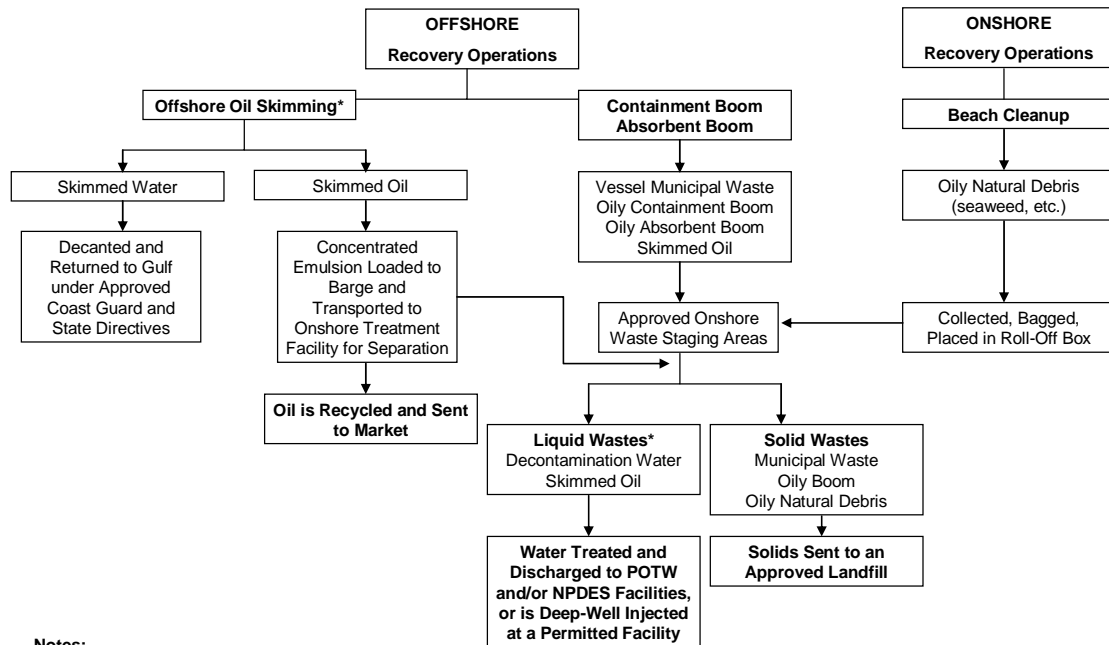 OFFSHORE
Recovery Operations
ONSHORE
Recovery Operations
Offshore Oil Skimming*
Containment Boom
Absorbent Boom
Beach Cleanup
Skimmed Water
Skimmed Oil
Vessel Municipal Waste
Oily Containment Boom
Oily Absorbent Boom
Skimmed Oil
Oily Natural Debris
(seaweed, etc.)
Decanted and
Returned to Gulf
under Approved
Coast Guard and
State Directives
Concentrated
Emulsion Loaded to
Barge and
Transported to
Onshore Treatment
Facility for Separation
Approved Onshore
Waste Staging Areas
Collected, Bagged,
Placed in Roll-Off Box
Oil is Recycled and Sent
to Market
Liquid Wastes*
Decontamination Water
Skimmed Oil
Solid Wastes
Municipal Waste
Oily Boom
Oily Natural Debris
Water Treated and
Discharged to POTW
and/or NPDES Facilities,
or is Deep-Well Injected
at a Permitted Facility
Solids Sent to an
Approved Landfill
Notes: